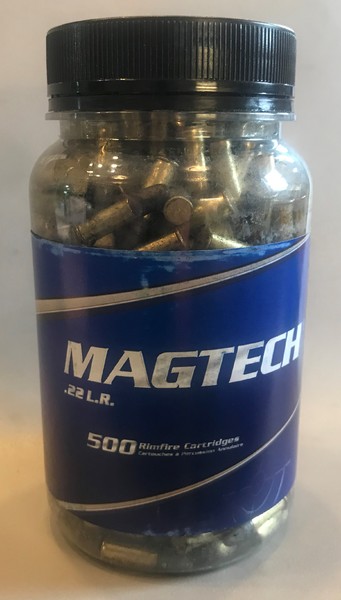 MAGTECH
.22 L.R.
500 Rimfire Cartridges
Cartouches à Percussion Annulaire